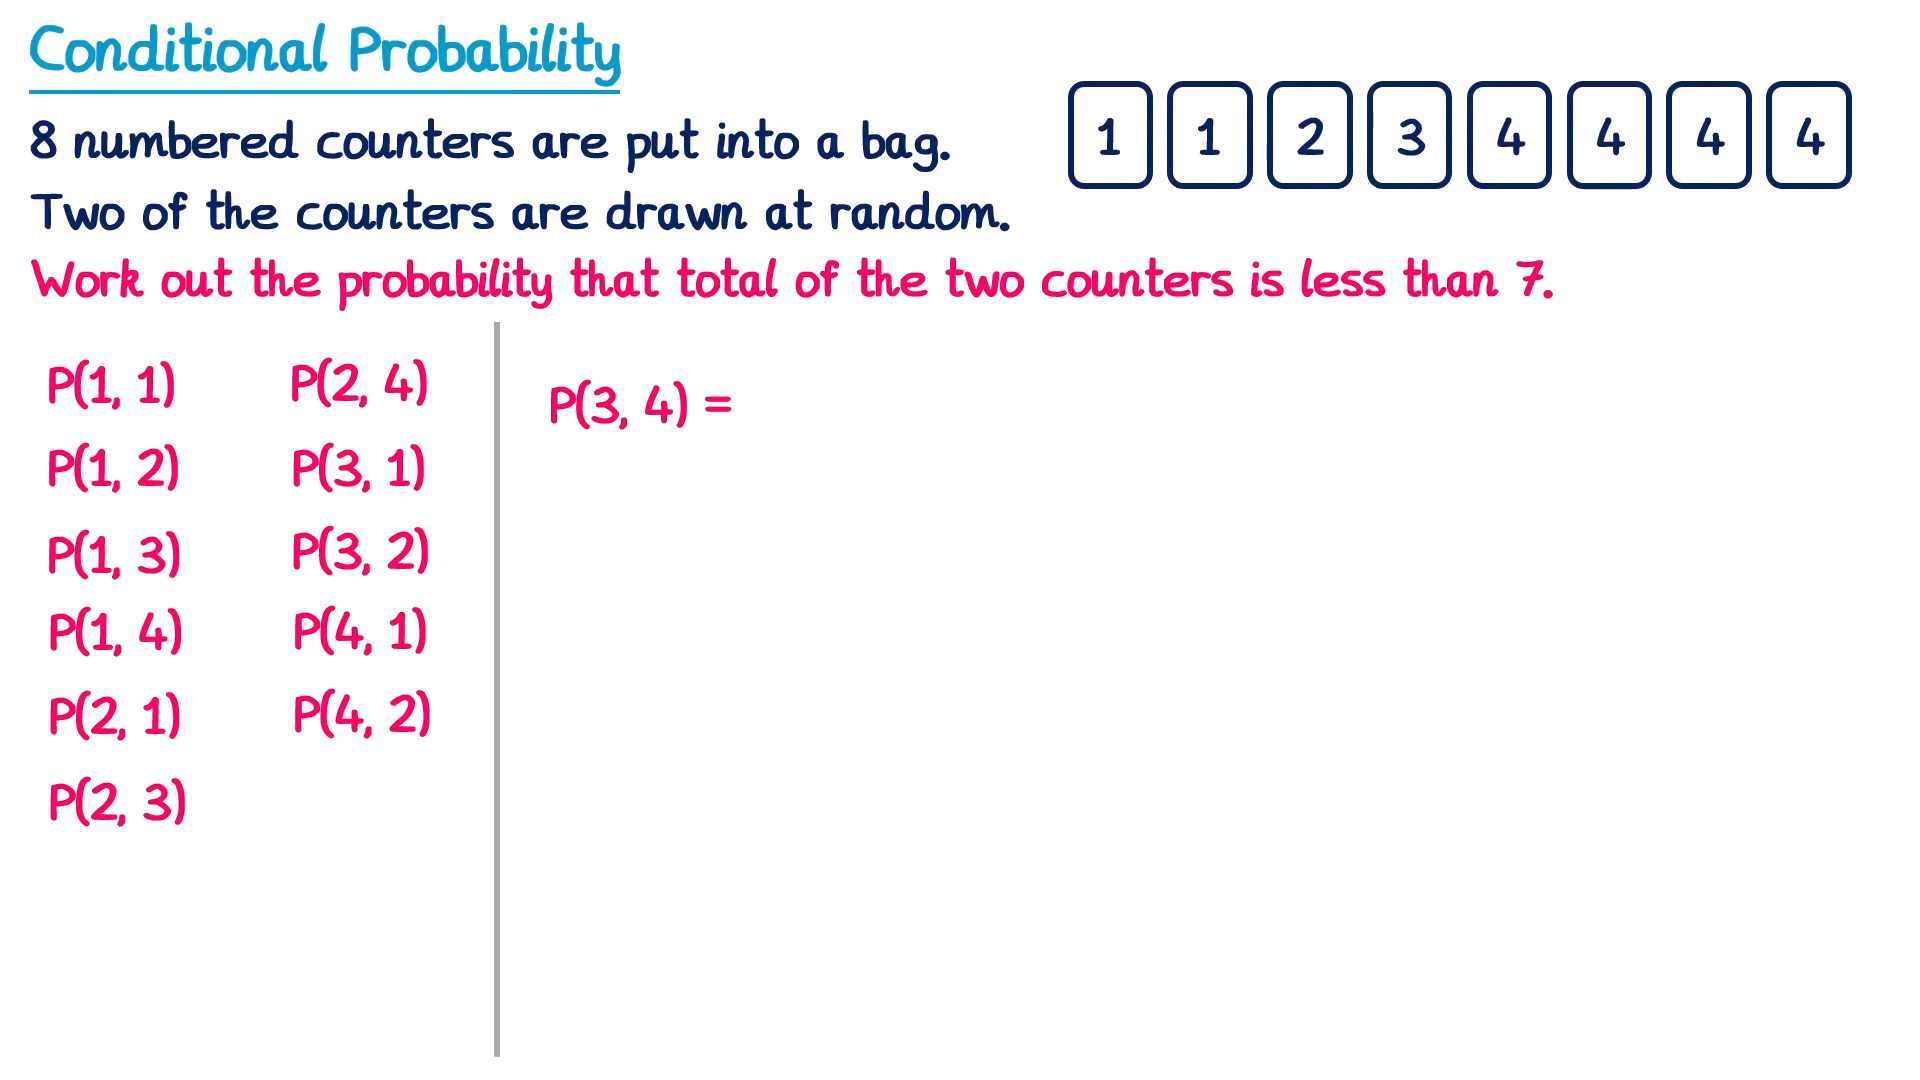 Conditional Probability
8 numbered counters are put into a bag.
1 1 2 3 4 4 4 4
Two of the counters are drawn at random.
Work out the probability that total of the two counters is less than 7.
P(1, 1)
P(1, 2)
P(1, 3)
P(1, 4)
P(2, 1)
P(2, 3)
P(2, 4)
P(3, 1)
P(3, 2)
P(4, 1)
P(4, 2)
P(3, 4) =